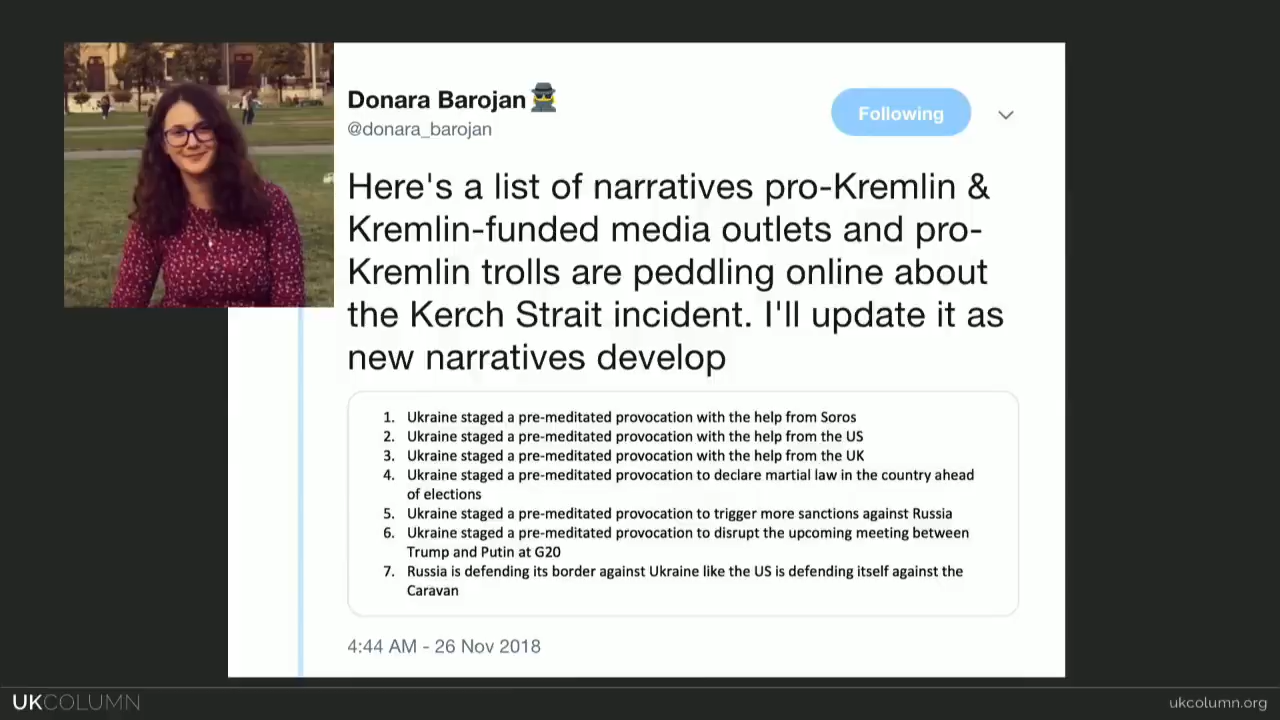 Donara Barojan
@donara_barojan
Following
Here's a list of narratives pro-Kremlin &
Kremlin-funded media outlets and pro-
Kremlin trolls are peddling online about
the Kerch Strait incident. I'll update it as
new narratives develop
1. Ukraine staged a pre-meditated provocation with the help from Soros
2. Ukraine staged a pre-meditated provocation with the help from the US
3. Ukraine staged a pre-meditated provocation with the help from the UK
4. Ukraine staged a pre-meditated provocation to declare martial law in the country ahead
of elections
5. Ukraine staged a pre-meditated provocation to trigger more sanctions against Russia
6. Ukraine staged a pre-meditated provocation to disrupt the upcoming meeting between
Trump and Putin at G20
7. Russia is defending its border against Ukraine like the US is defending itself against the
Caravan
4:44 AM - 26 Nov 2018
UKCOLUMN
ukcolumn.org